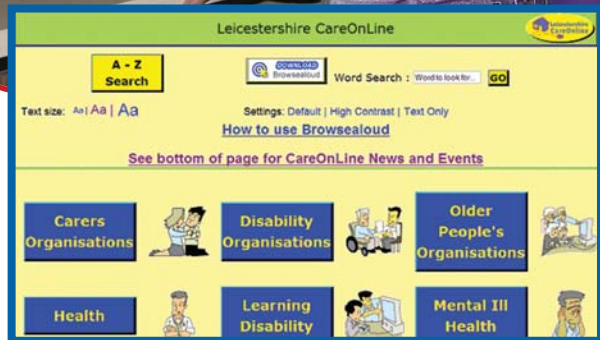 Leicestershire CareOnLine
Leicestershire
CareOnline
A - Z
Search
DOWNLOAD
Browsealoud
Word Search :
Word to look for...
GO
Text size: Aa| Aa | Aa
Settings: Default | High Contrast | Text Only
How to use Browsealoud
See bottom of page for CareOnLine News and Events
Carers
Organisations
Disability
Organisations
Older
People's
Organisations
Health
Learning
Disability
Mental Ill
Health